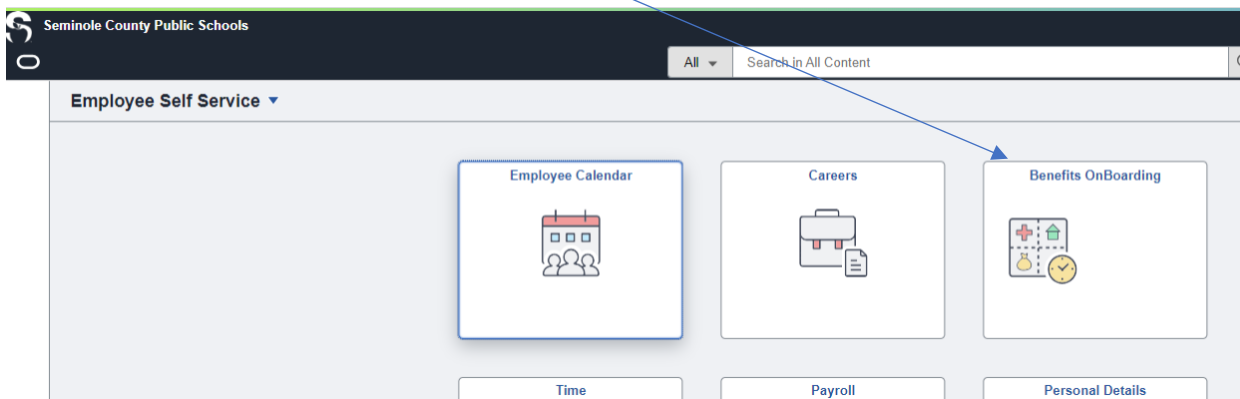 Seminole County Public Schools
All
Search in All Content
Employee Self Service
Employee Calendar
Careers
Benefits OnBoarding
Time
Payroll
Personal Details